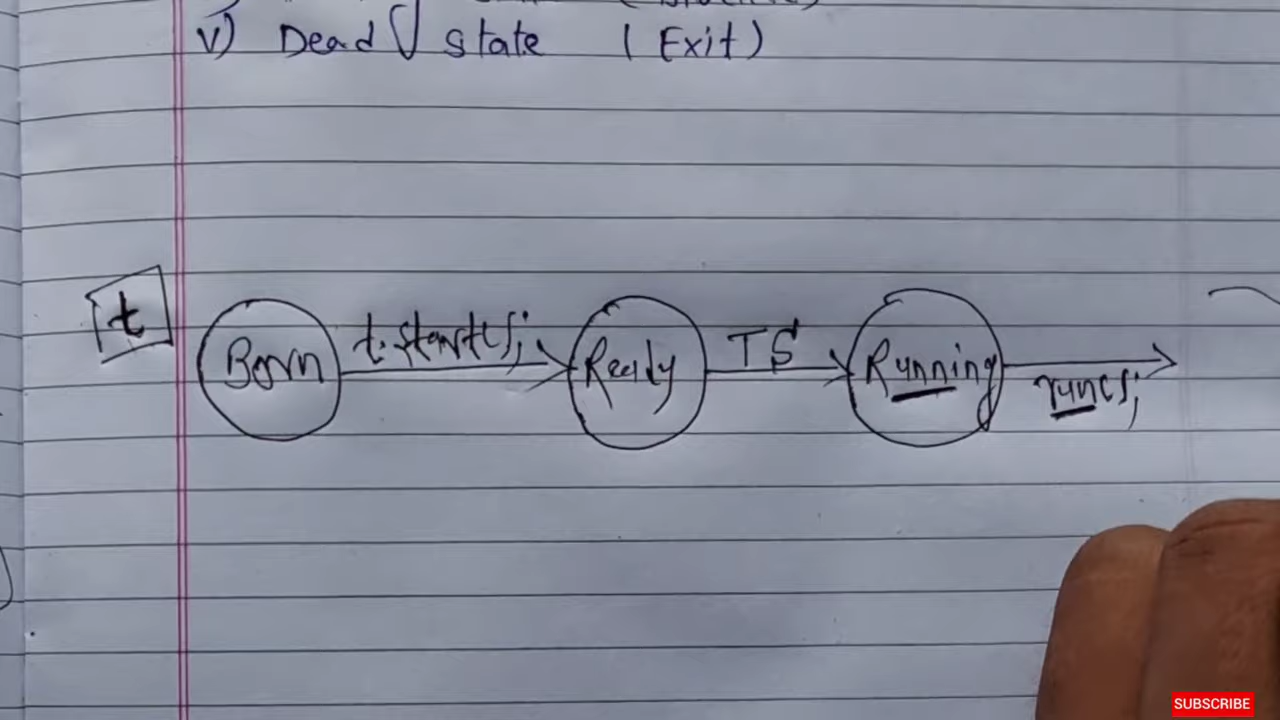 v) Dead state (Exit)
t
Born t.start(); Ready TS Running
run();
SUBSCRIBE